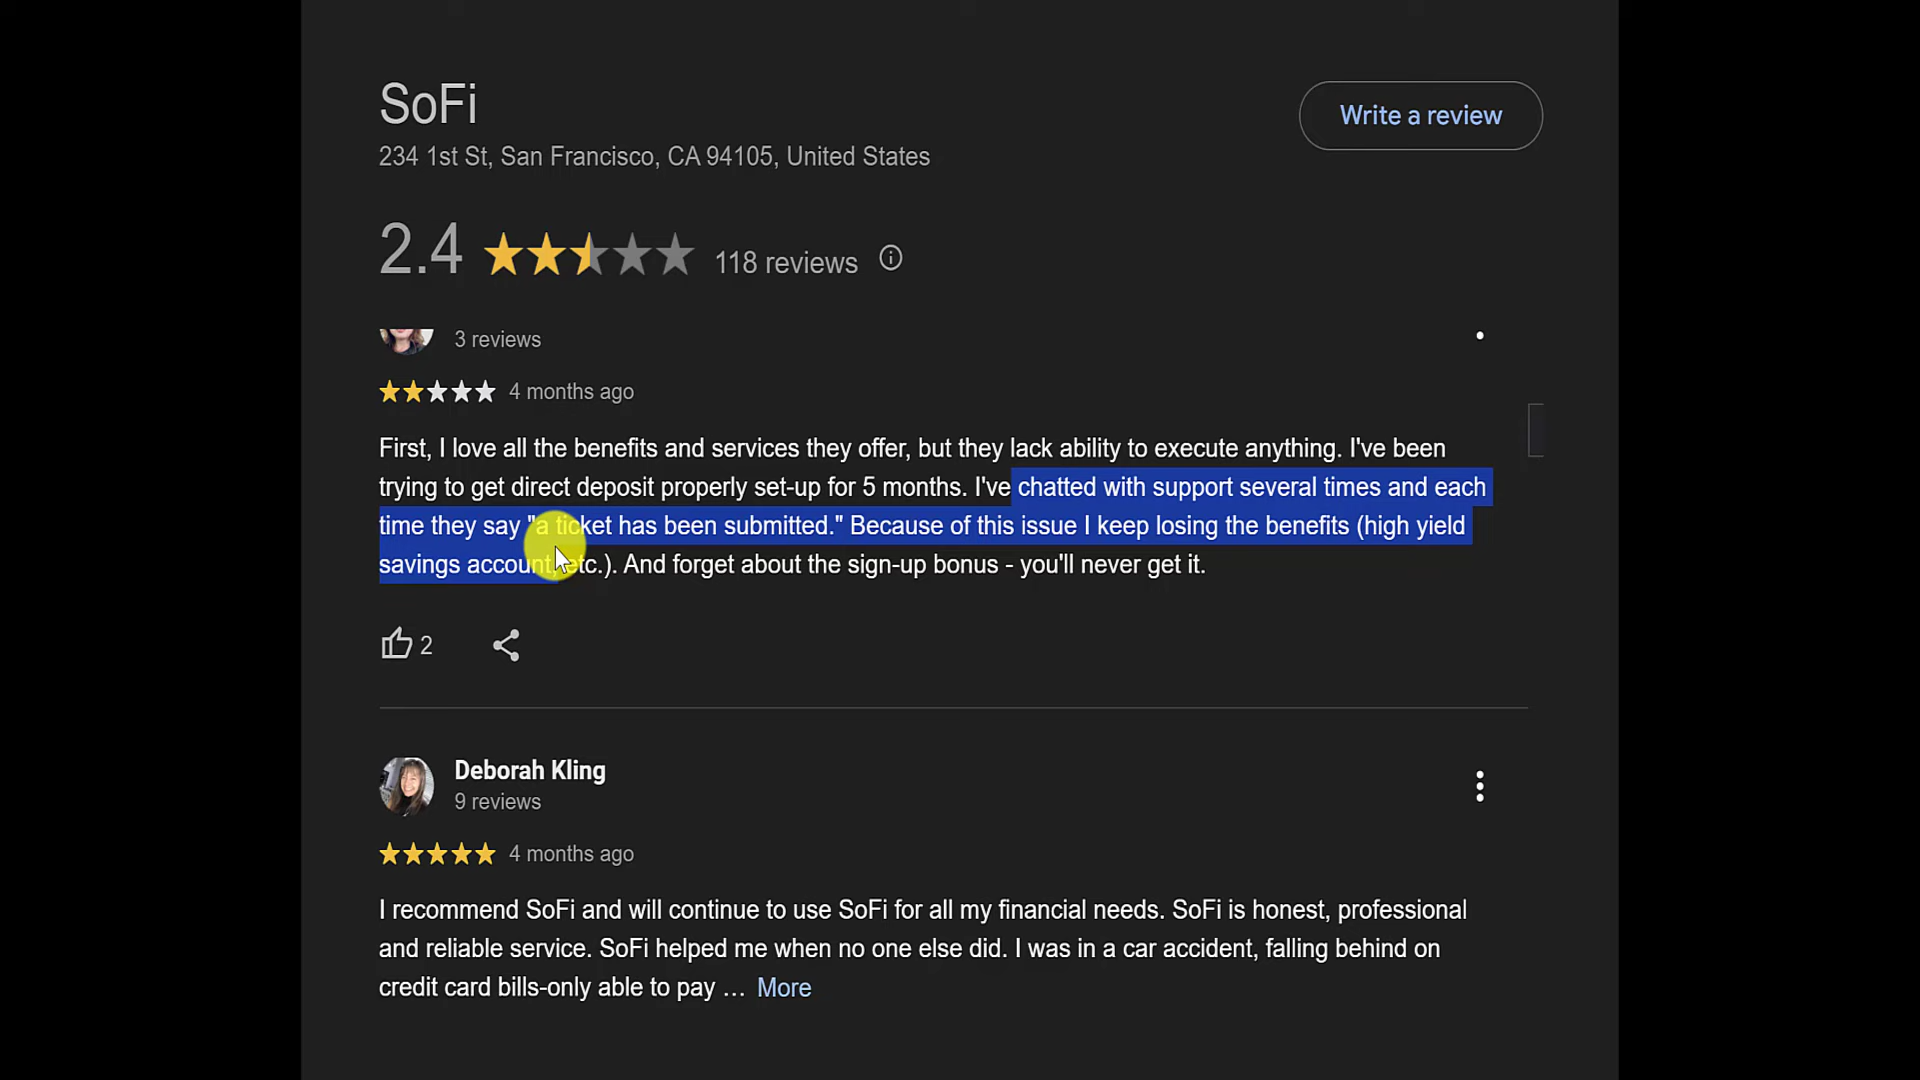 SoFi
Write a review
234 1st St, San Francisco, CA 94105, United States
2.4
118 reviews
3 reviews
4 months ago
First, I love all the benefits and services they offer, but they lack ability to execute anything. I've been
trying to get direct deposit properly set-up for 5 months. I've chatted with support several times and each
time they say "a ticket has been submitted." Because of this issue I keep losing the benefits (high yield
savings account, etc.). And forget about the sign-up bonus - you'll never get it.
2
Deborah Kling
9 reviews
4 months ago
I recommend SoFi and will continue to use SoFi for all my financial needs. SoFi is honest, professional
and reliable service. SoFi helped me when no one else did. I was in a car accident, falling behind on
credit card bills-only able to pay ... More